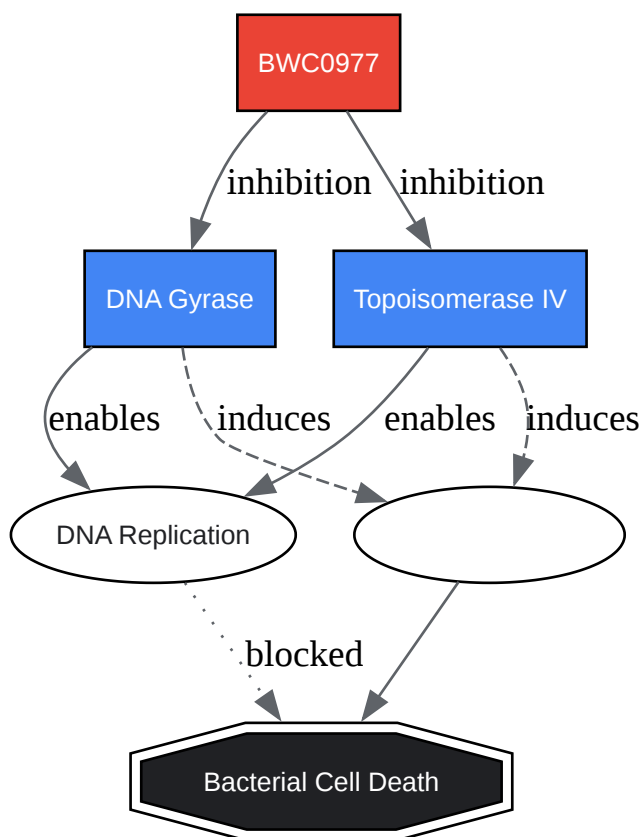 BWC0977
inhibition
inhibition
DNA Gyrase
Topoisomerase IV
enables
induces
enables
induces
DNA Replication
blocked
Bacterial Cell Death